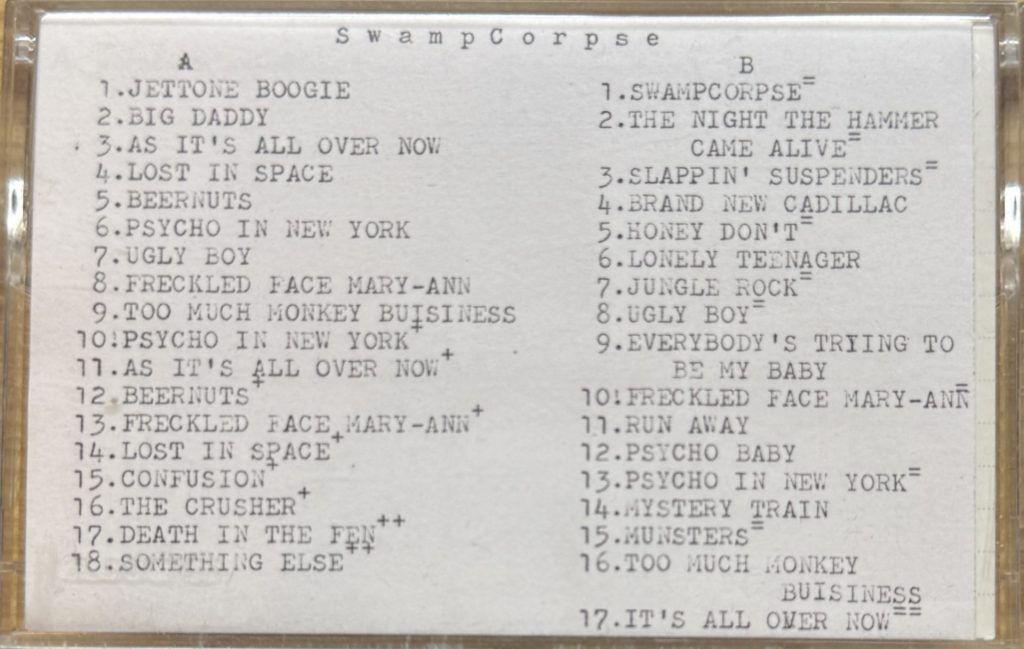 SwampCorpse
A
1.JETTONE BOOGIE
2.BIG DADDY
3.AS IT'S ALL OVER NOW
4.LOST IN SPACE
5.BEERNUTS
6.PSYCHO IN NEW YORK
7.UGLY BOY
8.FRECKLED FACE MARY-ANN
9.TOO MUCH MONKEY BUISINESS
10!PSYCHO IN NEW YORK+
11.AS IT'S ALL OVER NOW+
12.BEERNUTS+
13.FRECKLED FACE MARY-ANN+
14.LOST IN SPACE+
15.CONFUSION+
16.THE CRUSHER+
17.DEATH IN THE FEN++
18.SOMETHING ELSE++
B
1.SWAMPCORPSE=
2.THE NIGHT THE HAMMER
CAME ALIVE=
3.SLAPPIN' SUSPENDERS=
4.BRAND NEW CADILLAC
5.HONEY DON'T=
6.LONELY TEENAGER
7.JUNGLE ROCK=
8.UGLY BOY=
9.EVERYBODY'S TRIING TO
BE MY BABY
10!FRECKLED FACE MARY-ANN=
11.RUN AWAY
12.PSYCHO BABY
13.PSYCHO IN NEW YORK=
14.MYSTERY TRAIN
15.MUNSTERS=
16.TOO MUCH MONKEY
BUISINESS
17.IT'S ALL OVER NOW==